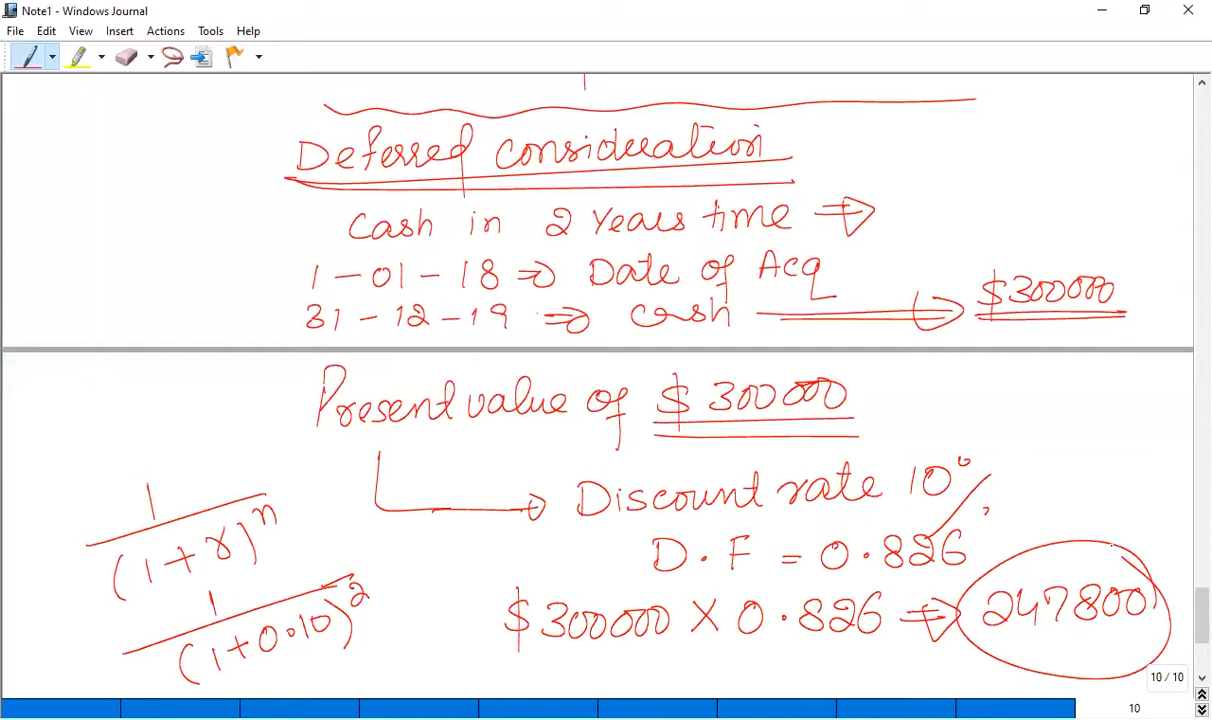 Note1 - Windows Journal
File Edit View Insert Actions Tools Help
Deferred consideration
Cash in 2 Years time ⇒
1-01-18 ⇒ Date of Acq
31-12-19 ⇒ cash ⇒ $300000
Present value of $300000
Discount rate 10%
D.F = 0.826
$300000 X 0.826 ⇒ 247800
1/(1+r)^n
1/(1+0.10)^2
10 / 10
10